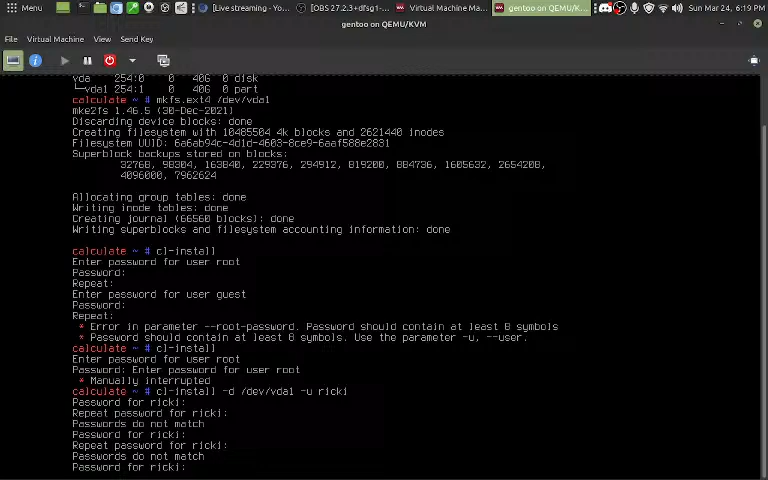 Menu
[Live streaming - Yo...
[OBS 27.2.3+dfsg1-...
Virtual Machine Ma...
gentoo on QEMU/K...
Sun Mar 24, 6:19 PM
gentoo on QEMU/KVM
File Virtual Machine View Send Key
vda 254:0 0 40G 0 disk
└─vda1 254:1 0 40G 0 part
calculate ~ # mkfs.ext4 /dev/vda1
mke2fs 1.46.5 (30-Dec-2021)
Discarding device blocks: done
Creating filesystem with 10485504 4k blocks and 2621440 inodes
Filesystem UUID: 6a6ab94c-4d1d-4603-8ce9-6aaf588e2831
Superblock backups stored on blocks:
32768, 98304, 163840, 229376, 294912, 819200, 884736, 1605632, 2654208,
4096000, 7962624
Allocating group tables: done
Writing inode tables: done
Creating journal (66560 blocks): done
Writing superblocks and filesystem accounting information: done
calculate ~ # cl-install
Enter password for user root
Password:
Repeat:
Enter password for user guest
Password:
Repeat:
* Error in parameter --root-password. Password should contain at least 8 symbols
* Password should contain at least 8 symbols. Use the parameter -u, --user.
calculate ~ # cl-install
Enter password for user root
Password: Enter password for user root
* Manually interrupted
calculate ~ # cl-install -d /dev/vda1 -u ricki
Password for ricki:
Repeat password for ricki:
Passwords do not match
Password for ricki:
Repeat password for ricki:
Passwords do not match
Password for ricki: